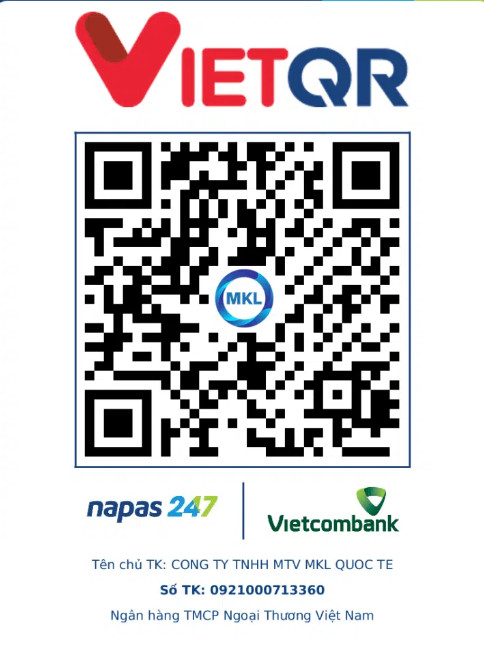 VIETQR
MKL
napas 247
Vietcombank
Tên chủ TK: CONG TY TNHH MTV MKL QUOC TE
Số TK: 0921000713360
Ngân hàng TMCP Ngoại Thương Việt Nam